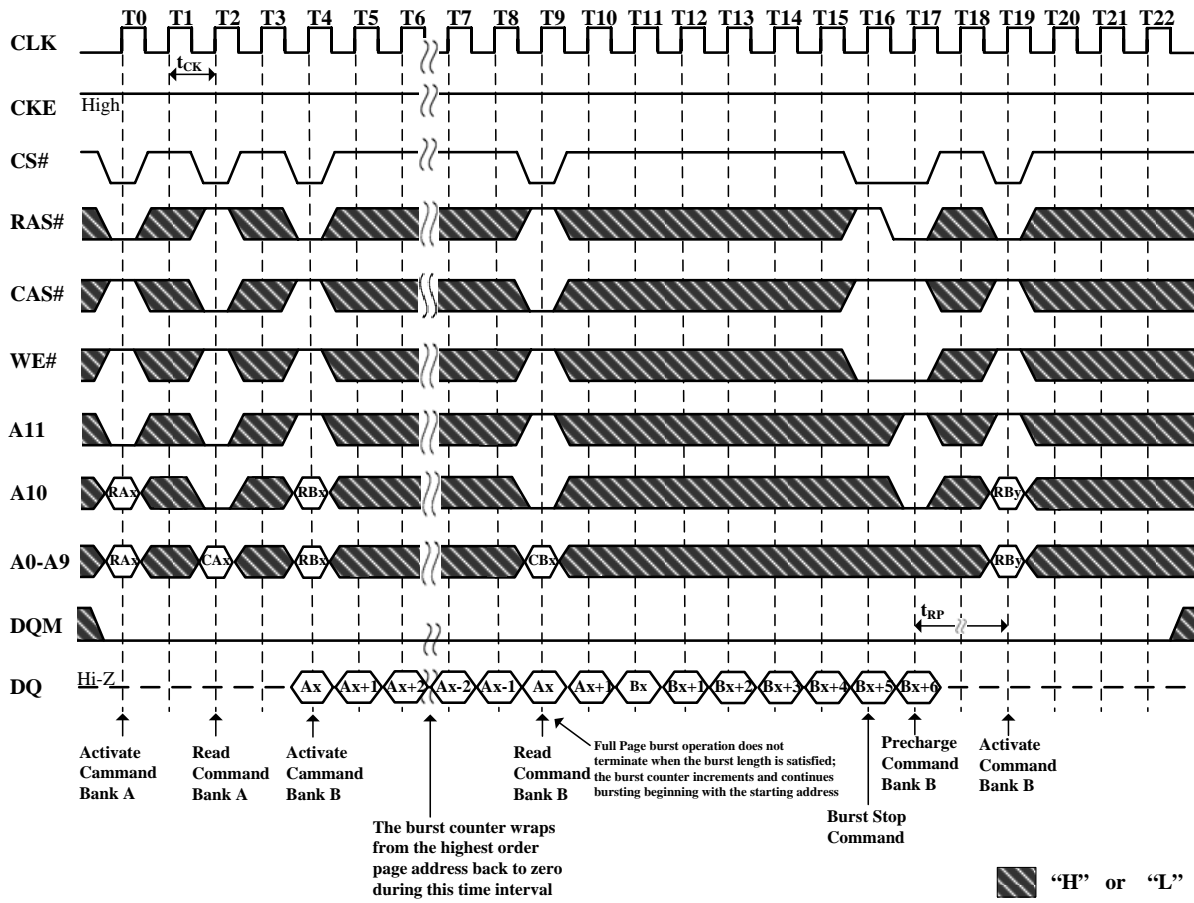 T0 T1 T2 T3 T4 T5 T6 T7 T8 T9 T10 T11 T12 T13 T14 T15 T16 T17 T18 T19 T20 T21 T22
CLK
tCK
CKE High
CS#
RAS#
CAS#
WE#
A11
A10 RAx RBx RBy
A0-A9 RAx CAx RBx CBx RBy
DQM tRP
DQ Hi-Z Ax Ax+1 Ax+2 Ax-2 Ax-1 Ax Ax+1 Bx Bx+1 Bx+2 Bx+3 Bx+4 Bx+5 Bx+6
Activate
Cammand
Bank A
Read
Command
Bank A
Activate
Cammand
Bank B
The burst counter wraps
from the highest order
page address back to zero
during this time interval
Read
Command
Bank B
Full Page burst operation does not
terminate when the burst length is satisfied;
the burst counter increments and continues
bursting beginning with the starting address
Burst Stop
Command
Precharge
Command
Bank B
Activate
Command
Bank B
“H” or “L”